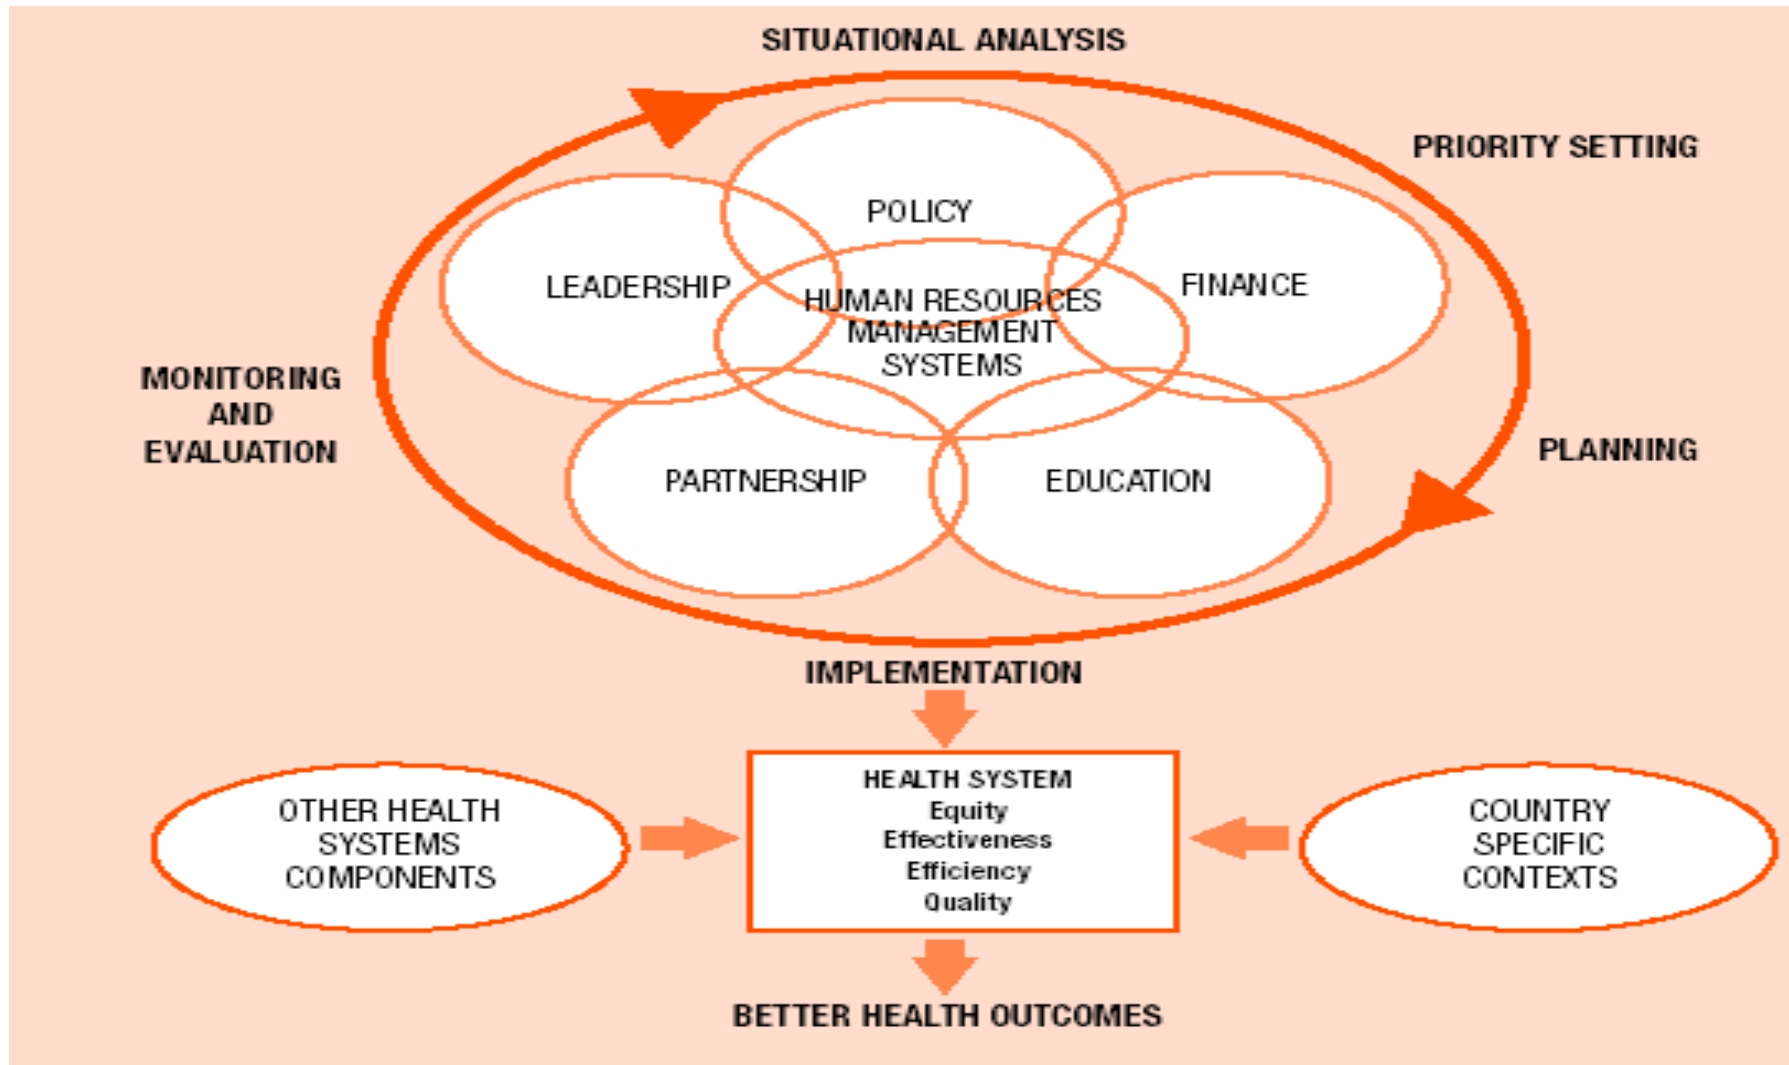 SITUATIONAL ANALYSIS
PRIORITY SETTING
POLICY
LEADERSHIP
FINANCE
HUMAN RESOURCES
MANAGEMENT
SYSTEMS
MONITORING
AND
EVALUATION
PLANNING
PARTNERSHIP
EDUCATION
IMPLEMENTATION
OTHER HEALTH
SYSTEMS
COMPONENTS
HEALTH SYSTEM
Equity
Effectiveness
Efficiency
Quality
COUNTRY
SPECIFIC
CONTEXTS
BETTER HEALTH OUTCOMES